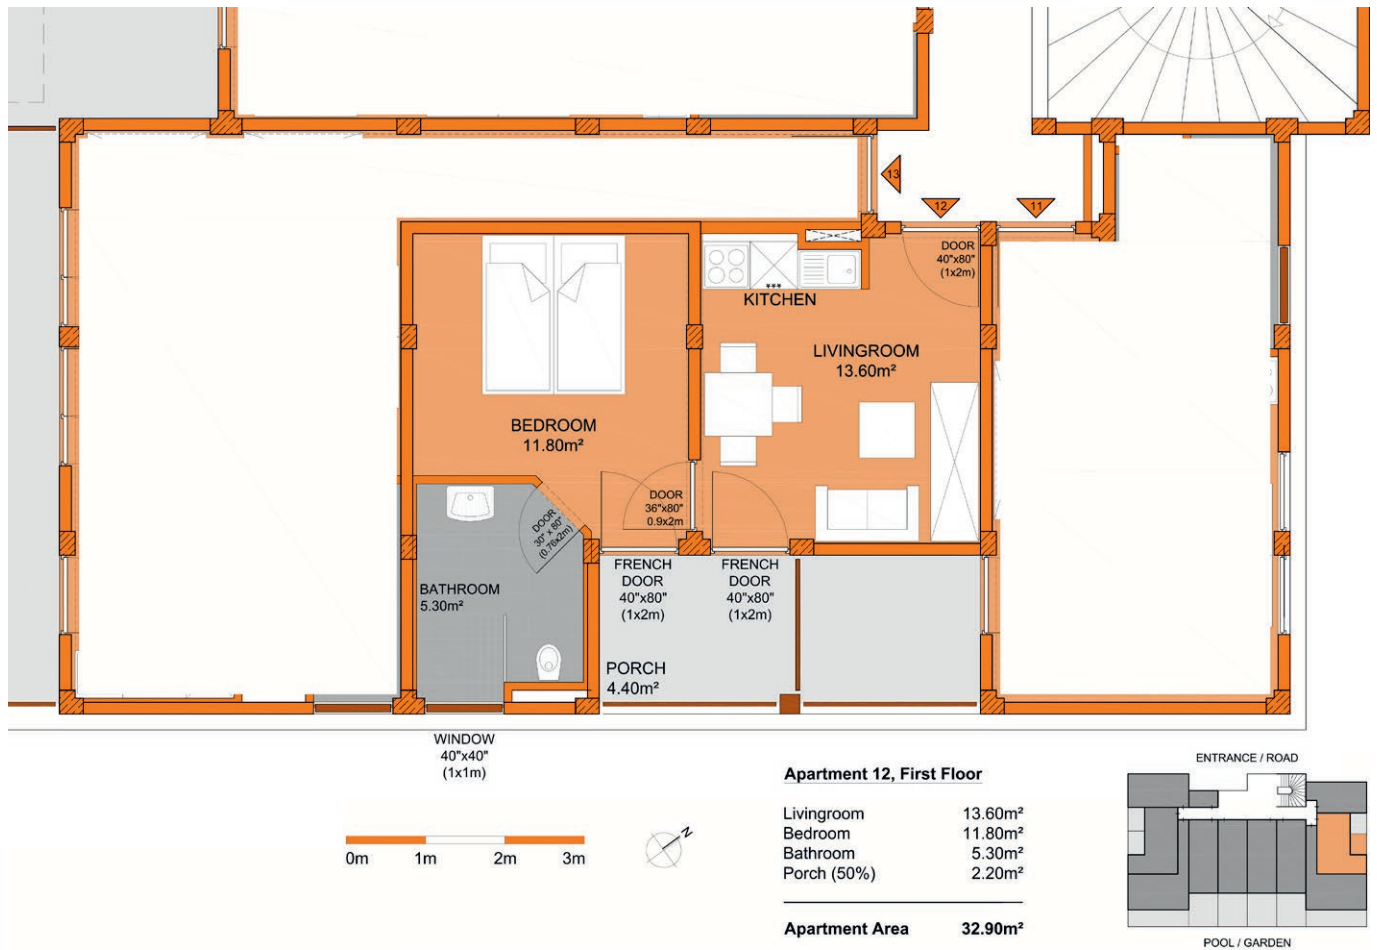 13
12
11
DOOR
40"x80"
(1x2m)
KITCHEN
LIVINGROOM
13.60m²
BEDROOM
11.80m²
DOOR
36"x80"
0.9x2m
DOOR
30" x 80"
(0.76x2m)
BATHROOM
5.30m²
FRENCH
DOOR
40"x80"
(1x2m)
FRENCH
DOOR
40"x80"
(1x2m)
PORCH
4.40m²
WINDOW
40"x40"
(1x1m)
0m 1m 2m 3m
N
Apartment 12, First Floor
Livingroom 13.60m²
Bedroom 11.80m²
Bathroom 5.30m²
Porch (50%) 2.20m²
Apartment Area 32.90m²
ENTRANCE / ROAD
POOL / GARDEN